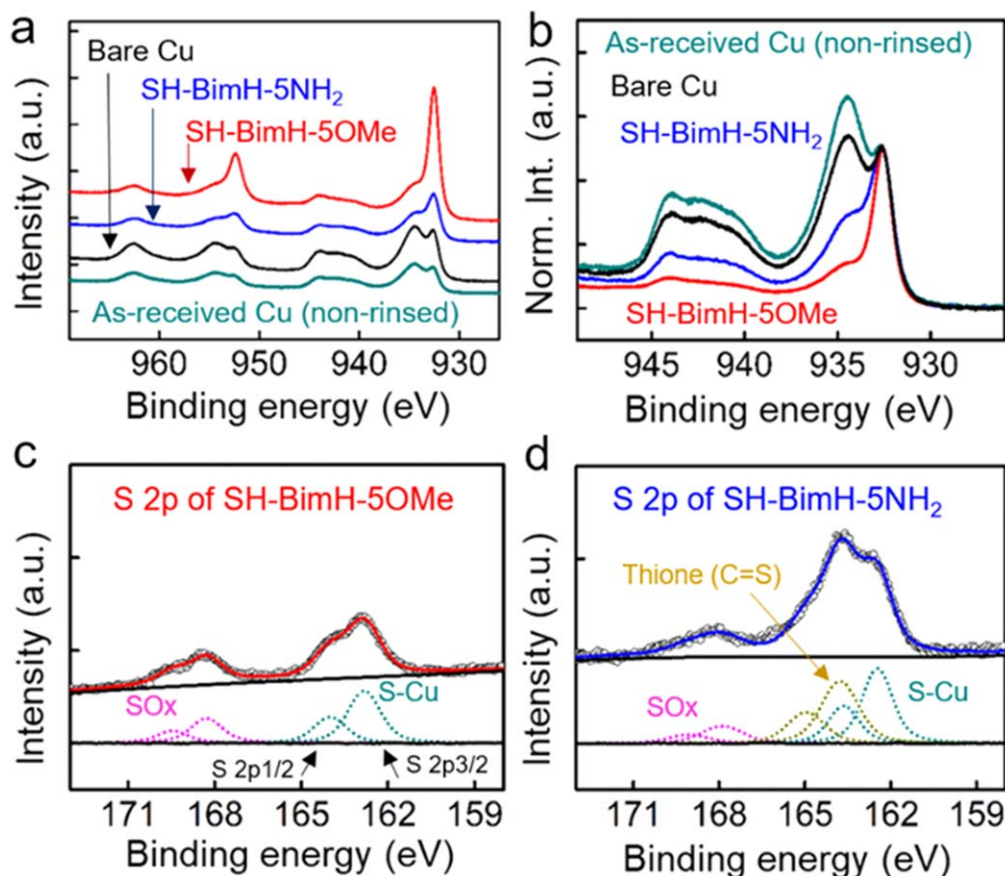 a
Bare Cu
SH-BimH-5NH₂
SH-BimH-5OMe
As-received Cu (non-rinsed)
Intensity (a.u.)
960 950 940 930
Binding energy (eV)
b
As-received Cu (non-rinsed)
Bare Cu
SH-BimH-5NH₂
SH-BimH-5OMe
Norm. Int. (a.u.)
945 940 935 930
Binding energy (eV)
c
S 2p of SH-BimH-5OMe
SOx
S-Cu
S 2p1/2
S 2p3/2
Intensity (a.u.)
171 168 165 162 159
Binding energy (eV)
d
S 2p of SH-BimH-5NH₂
Thione (C=S)
S-Cu
SOx
Intensity (a.u.)
171 168 165 162 159
Binding energy (eV)